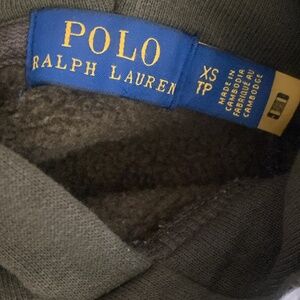 POLO
RALPH LAUREN
XS
TP
MADE IN
CAMBODIA
FABRIQUÉ AU
CAMBODGE